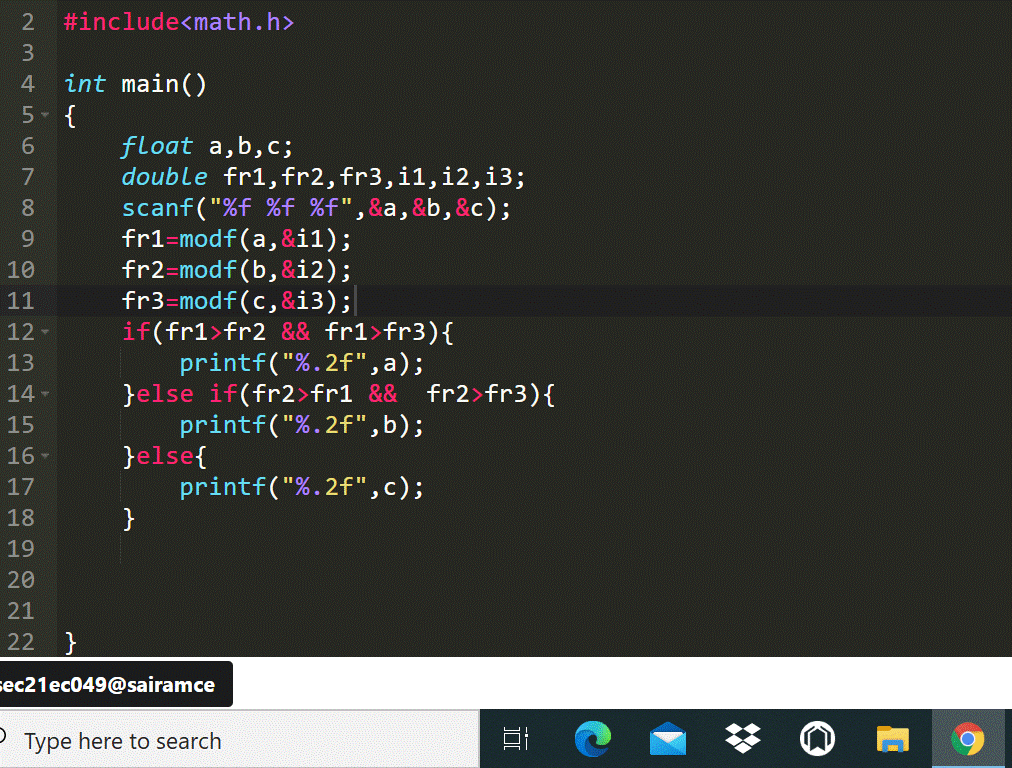 2 #include<math.h>
3
4 int main()
5 {
6     float a,b,c;
7     double fr1,fr2,fr3,i1,i2,i3;
8     scanf("%f %f %f",&a,&b,&c);
9     fr1=modf(a,&i1);
10     fr2=modf(b,&i2);
11     fr3=modf(c,&i3);
12     if(fr1>fr2 && fr1>fr3){
13         printf("%.2f",a);
14     }else if(fr2>fr1 &&  fr2>fr3){
15         printf("%.2f",b);
16     }else{
17         printf("%.2f",c);
18     }
19
20
21
22 }
sec21ec049@sairamce
Type here to search